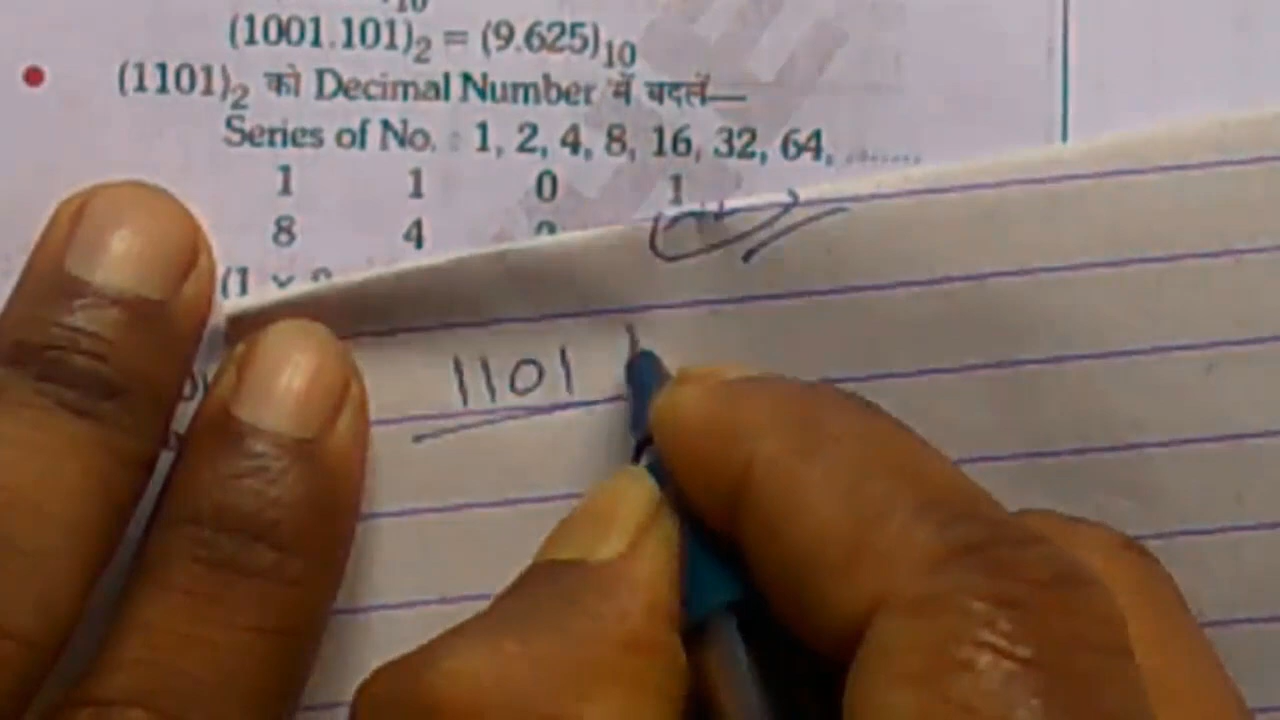 (1001.101)2 = (9.625)10
(1101)2 को Decimal Number में बदलें—
Series of No. : 1, 2, 4, 8, 16, 32, 64, ........
1 1 0 1
8 4
(1 ×
1101